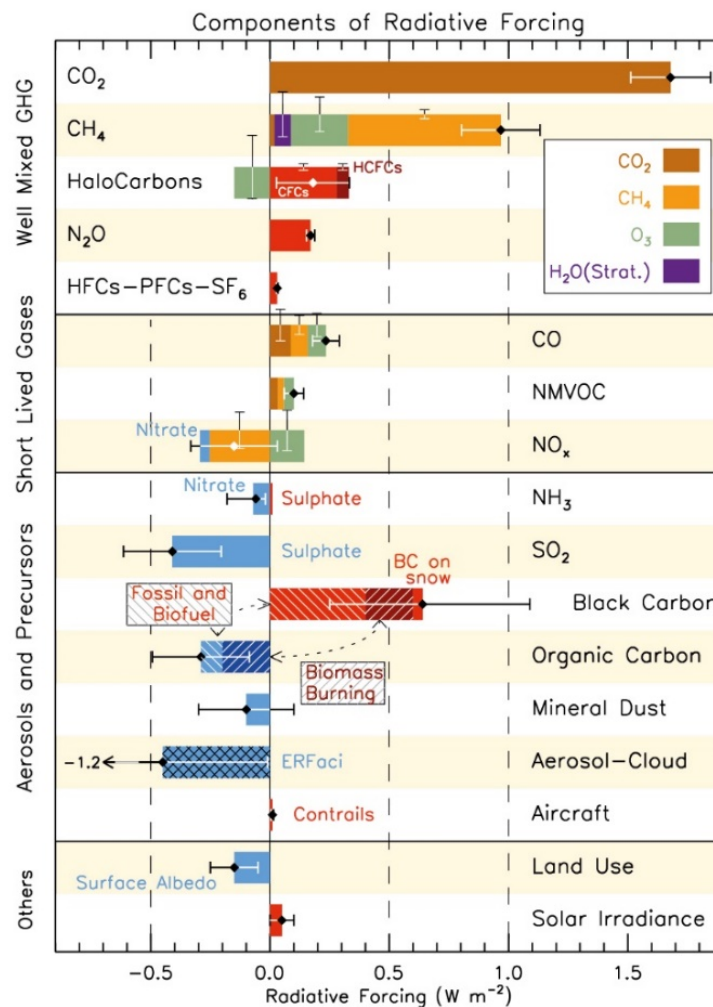 Components of Radiative Forcing
Well Mixed GHG
CO₂
CH₄
HaloCarbons
CFCs
HCFCs
N₂O
HFCs-PFCs-SF₆
CO₂
CH₄
O₃
H₂O(Strat.)
Short Lived Gases
CO
NMVOC
Nitrate
NOₓ
Aerosols and Precursors
Nitrate
Sulphate
NH₃
Sulphate
SO₂
BC on
snow
Fossil and
Biofuel
Black Carbon
Biomass
Burning
Organic Carbon
Mineral Dust
-1.2
ERFaci
Aerosol-Cloud
Contrails
Aircraft
Others
Surface Albedo
Land Use
Solar Irradiance
-0.5 0.0 0.5 1.0 1.5
Radiative Forcing (W m⁻²)